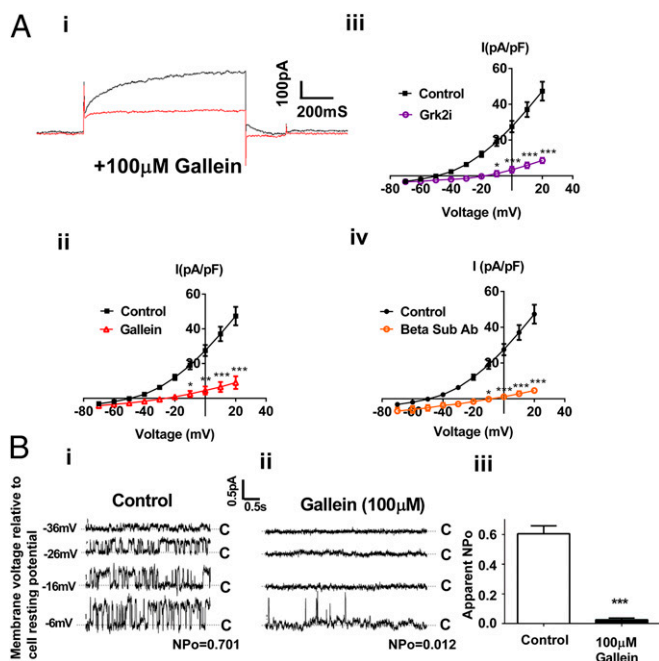 A
i
100pA
200mS
+100μM Gallein
iii
I(pA/pF)
60
40
20
Control
Grk2i
* *** *** ***
-80 -60 -40 -20 20 40
Voltage (mV)
ii
I(pA/pF)
60
40
20
Control
Gallein
* ** *** ***
-80 -60 -40 -20 20 40
Voltage (mV)
iv
I (pA/pF)
60
40
20
Control
Beta Sub Ab
* *** *** ***
-80 -60 -40 -20 20 40
Voltage (mV)
B
Membrane voltage relative to
cell resting potential
i
Control
-36mV C
-26mV C
-16mV C
-6mV C
NPo=0.701
0.5pA
0.5s
ii
Gallein (100μM)
C
C
C
C
NPo=0.012
iii
Apparent NPo
0.6
0.4
0.2
0.0
***
Control
100μM
Gallein